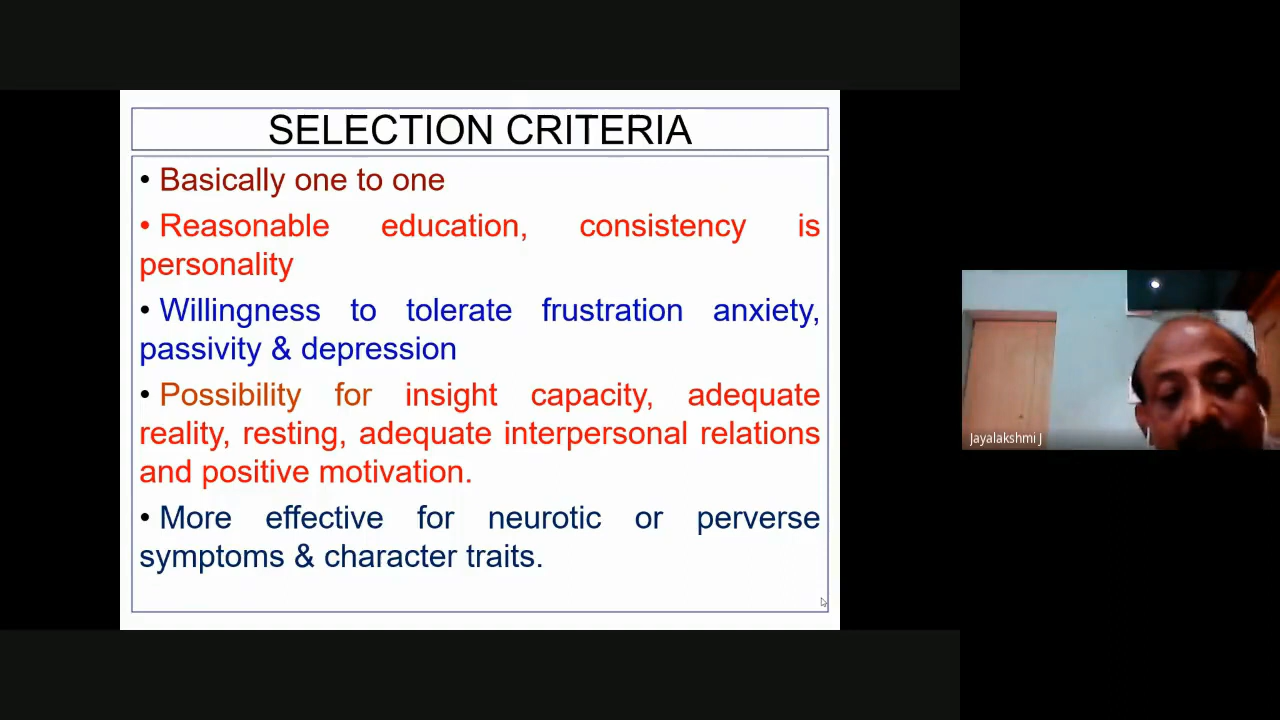 SELECTION CRITERIA
• Basically one to one
• Reasonable education, consistency is
personality
• Willingness to tolerate frustration anxiety,
passivity & depression
• Possibility for insight capacity, adequate
reality, resting, adequate interpersonal relations
and positive motivation.
• More effective for neurotic or perverse
symptoms & character traits.
Jayalakshmi J